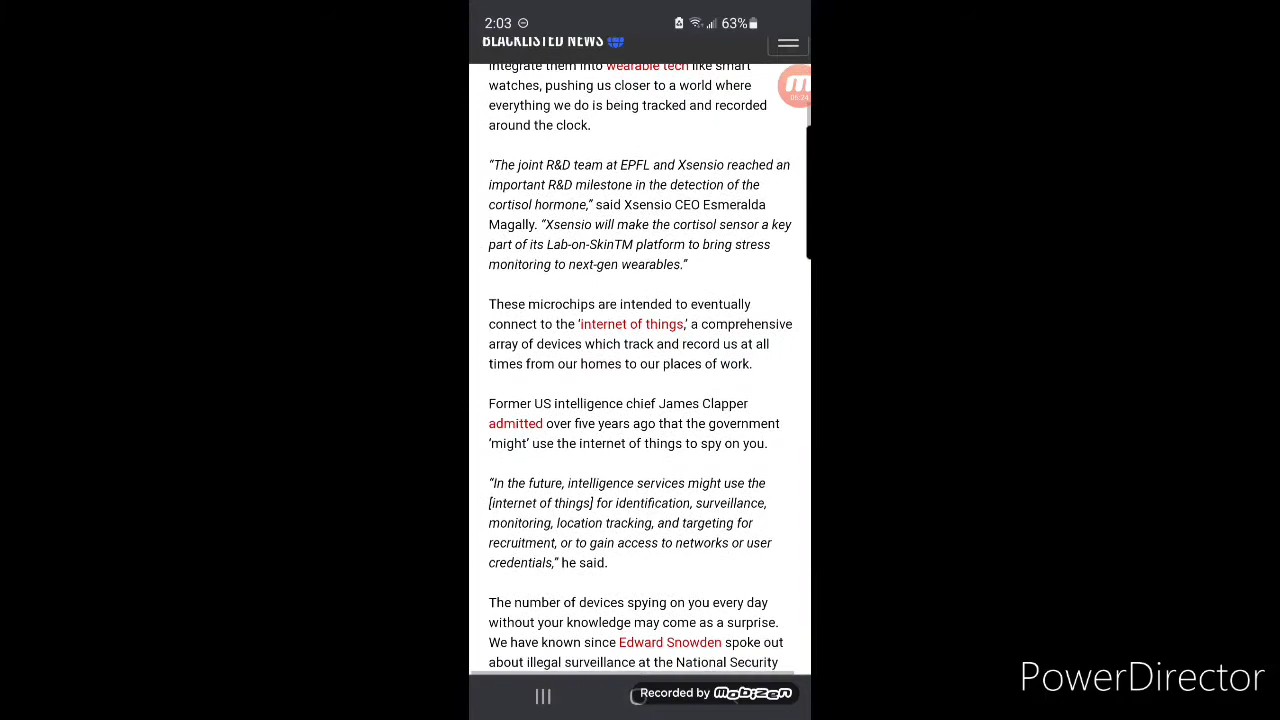 2:03
63%
BLACKLISTED NEWS
integrate them into wearable tech like smart
watches, pushing us closer to a world where
everything we do is being tracked and recorded
around the clock.
05:24
“The joint R&D team at EPFL and Xsensio reached an
important R&D milestone in the detection of the
cortisol hormone,” said Xsensio CEO Esmeralda
Magally. “Xsensio will make the cortisol sensor a key
part of its Lab-on-SkinTM platform to bring stress
monitoring to next-gen wearables.”
These microchips are intended to eventually
connect to the ‘internet of things,’ a comprehensive
array of devices which track and record us at all
times from our homes to our places of work.
Former US intelligence chief James Clapper
admitted over five years ago that the government
‘might’ use the internet of things to spy on you.
“In the future, intelligence services might use the
[internet of things] for identification, surveillance,
monitoring, location tracking, and targeting for
recruitment, or to gain access to networks or user
credentials,” he said.
The number of devices spying on you every day
without your knowledge may come as a surprise.
We have known since Edward Snowden spoke out
about illegal surveillance at the National Security
Recorded by mobizen
PowerDirector